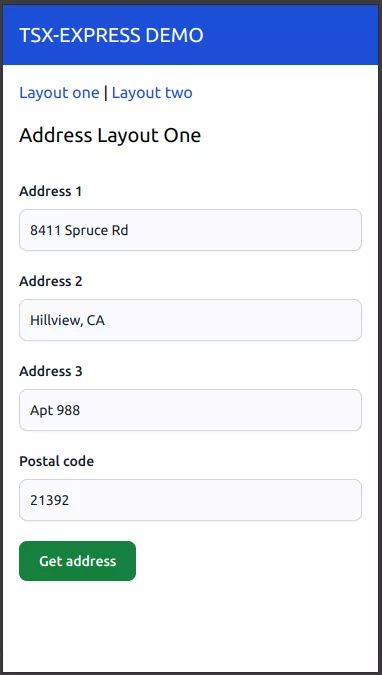 TSX-EXPRESS DEMO
Layout one | Layout two
Address Layout One
Address 1
8411 Spruce Rd
Address 2
Hillview, CA
Address 3
Apt 988
Postal code
21392
Get address